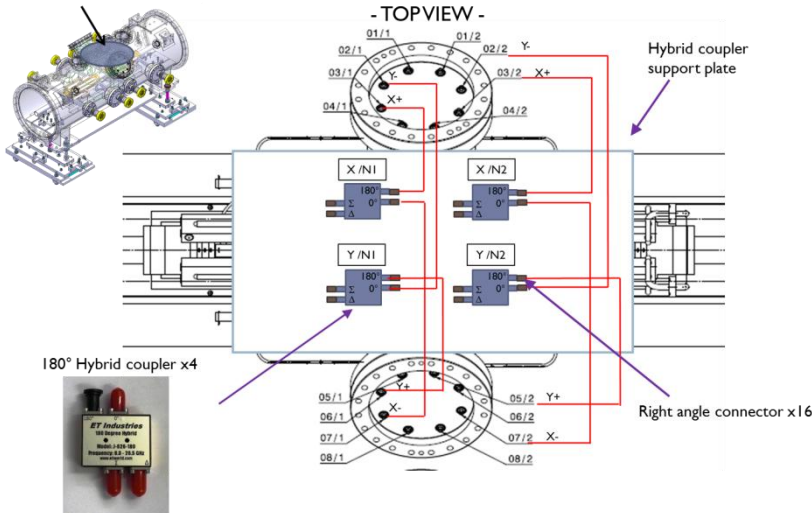 - TOPVIEW -
01/1
01/2
02/1
02/2
Y-
03/1
03/2
X+
04/1
04/2
Y-
X+
Hybrid coupler
support plate
X /N1
180°
0°
Σ
Δ
X /N2
180°
0°
Σ
Δ
Y /N1
180°
0°
Σ
Δ
Y /N2
180°
0°
Σ
Δ
180° Hybrid coupler x4
ET Industries
180 Degree Hybrid
Frequency:
05/1
Y+
05/2
Y+
06/1
06/2
X-
07/1
07/2
X-
08/1
08/2
Right angle connector x16